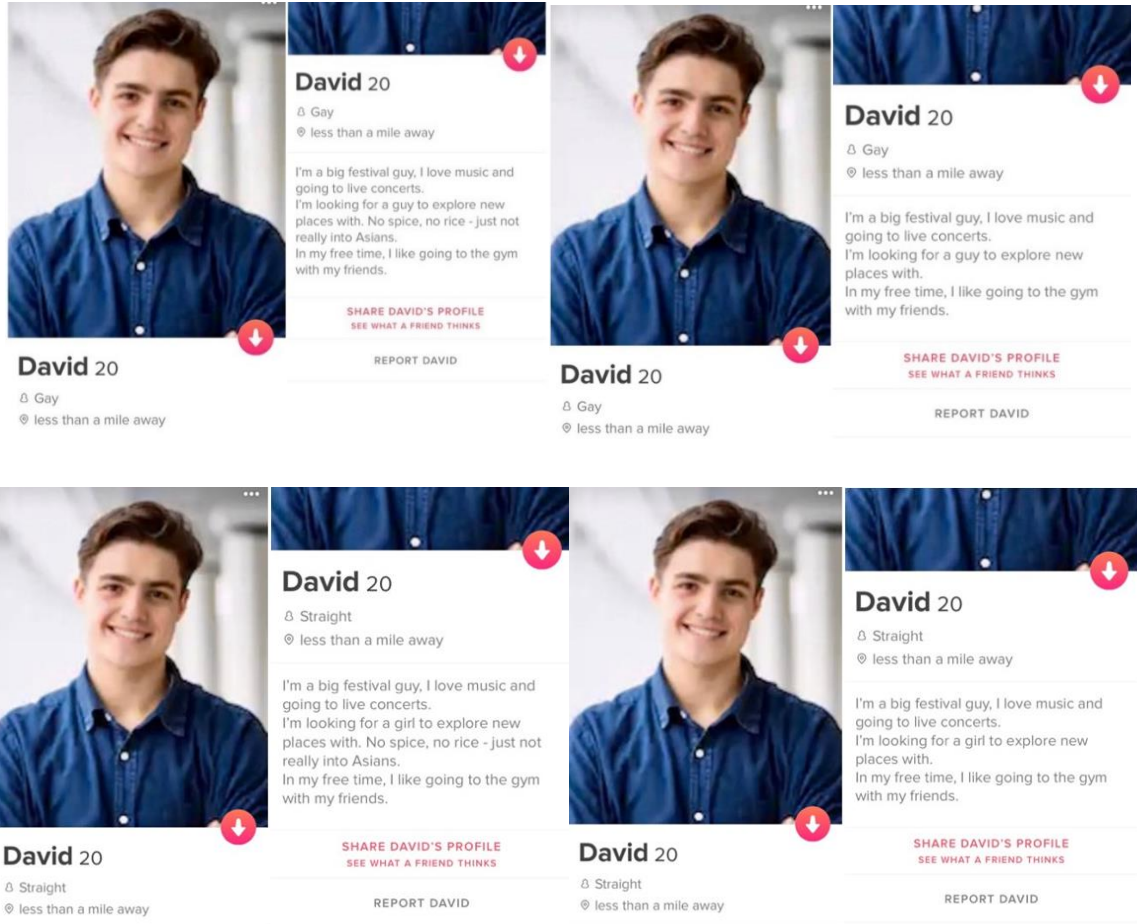 David 20
Gay
less than a mile away
David 20
Gay
less than a mile away
I'm a big festival guy, I love music and
going to live concerts.
I'm looking for a guy to explore new
places with. No spice, no rice - just not
really into Asians.
In my free time, I like going to the gym
with my friends.
SHARE DAVID'S PROFILE
SEE WHAT A FRIEND THINKS
REPORT DAVID
David 20
Gay
less than a mile away
David 20
Gay
less than a mile away
I'm a big festival guy, I love music and
going to live concerts.
I'm looking for a guy to explore new
places with.
In my free time, I like going to the gym
with my friends.
SHARE DAVID'S PROFILE
SEE WHAT A FRIEND THINKS
REPORT DAVID
David 20
Straight
less than a mile away
David 20
Straight
less than a mile away
I'm a big festival guy, I love music and
going to live concerts.
I'm looking for a girl to explore new
places with. No spice, no rice - just not
really into Asians.
In my free time, I like going to the gym
with my friends.
SHARE DAVID'S PROFILE
SEE WHAT A FRIEND THINKS
REPORT DAVID
David 20
Straight
less than a mile away
David 20
Straight
less than a mile away
I'm a big festival guy, I love music and
going to live concerts.
I'm looking for a girl to explore new
places with.
In my free time, I like going to the gym
with my friends.
SHARE DAVID'S PROFILE
SEE WHAT A FRIEND THINKS
REPORT DAVID